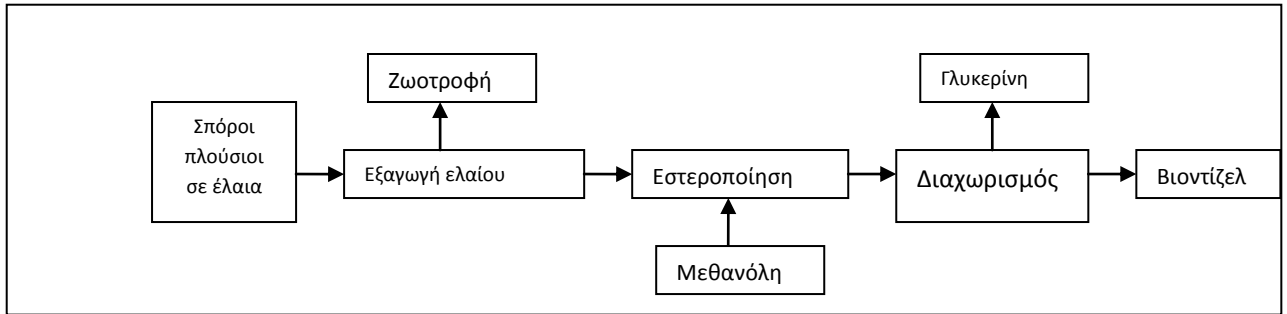 Ζωοτροφή
Γλυκερίνη
Σπόροι
πλούσιοι
σε έλαια
Εξαγωγή ελαίου
Εστεροποίηση
Διαχωρισμός
Βιοντίζελ
Μεθανόλη